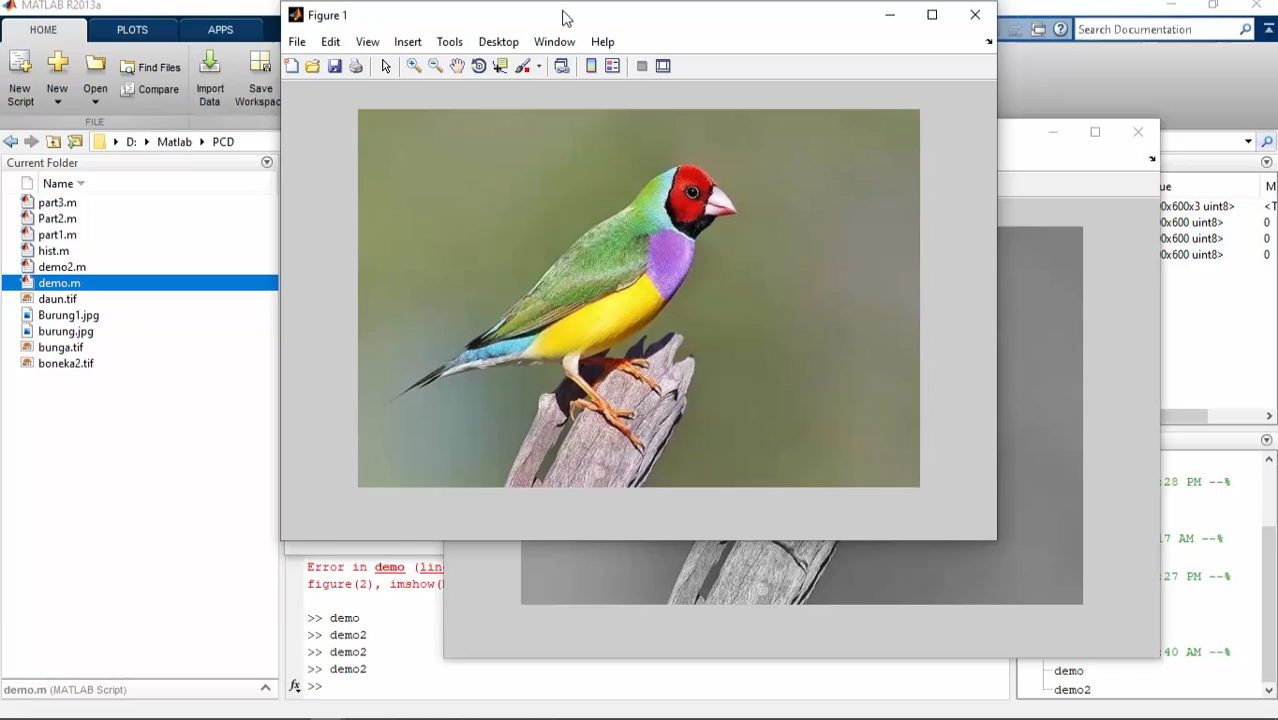 MATLAB R2013a
HOME
PLOTS
APPS
Search Documentation
New Script
New
Open
Find Files
Compare
Import Data
Save
FILE
D:
Matlab
PCD
Current Folder
Name
part3.m
Part2.m
part1.m
hist.m
demo2.m
demo.m
daun.tif
Burung1.jpg
burung.jpg
bunga.tif
boneka2.tif
demo.m (MATLAB Script)
Figure 1
File Edit View Insert Tools Desktop Window Help
ue M
0x600x3 uint8> <T
0x600 uint8> 0
0x600 uint8> 0
0x600 uint8> 0
Error in demo (lin
figure(2), imshow(
>> demo
>> demo2
>> demo2
>> demo2
fx >>
:28 PM --%
17 AM --%
:27 PM --%
40 AM --%
demo
demo2